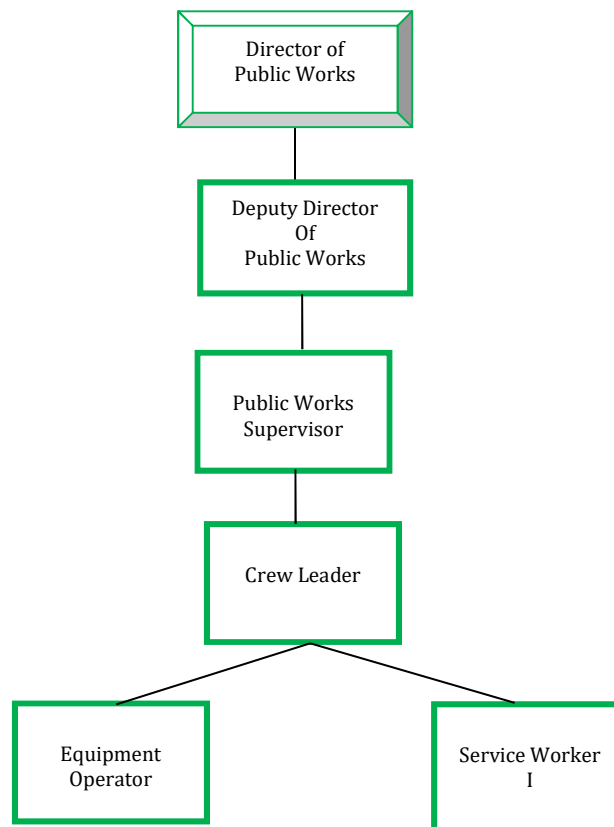 Director of
Public Works
Deputy Director
Of
Public Works
Public Works
Supervisor
Crew Leader
Equipment
Operator
Service Worker
I